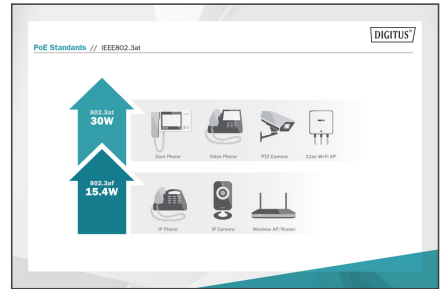 DIGITUS®
PoE Standards // IEEE802.3at
802.3at
30W
Door Phone
Video Phone
PTZ Camera
11ac Wi-Fi AP
802.3af
15.4W
IP Phone
IP Camera
Wireless AP/Router